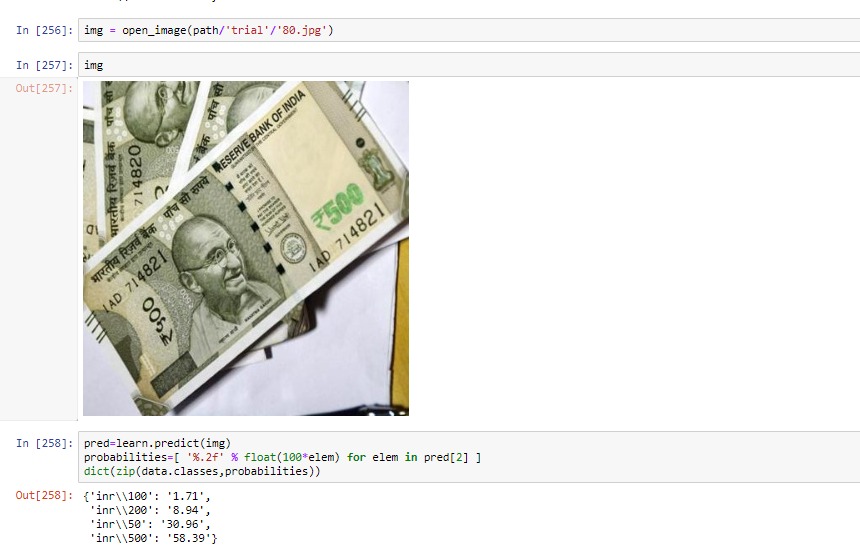 In [256]: img = open_image(path/'trial'/'80.jpg')
In [257]: img
Out[257]:
पाँच सौ
भारतीय रिज़र्व बैंक
714820
RESERVE BANK OF INDIA
पाँच सौ रुपये
भारतीय रिज़र्व बैंक
1AD 714821
₹500
₹500
1AD 714821
In [258]: pred=learn.predict(img)
probabilities=[ '%.2f' % float(100*elem) for elem in pred[2] ]
dict(zip(data.classes,probabilities))
Out[258]: {'inr\\100': '1.71',
'inr\\200': '8.94',
'inr\\50': '30.96',
'inr\\500': '58.39'}